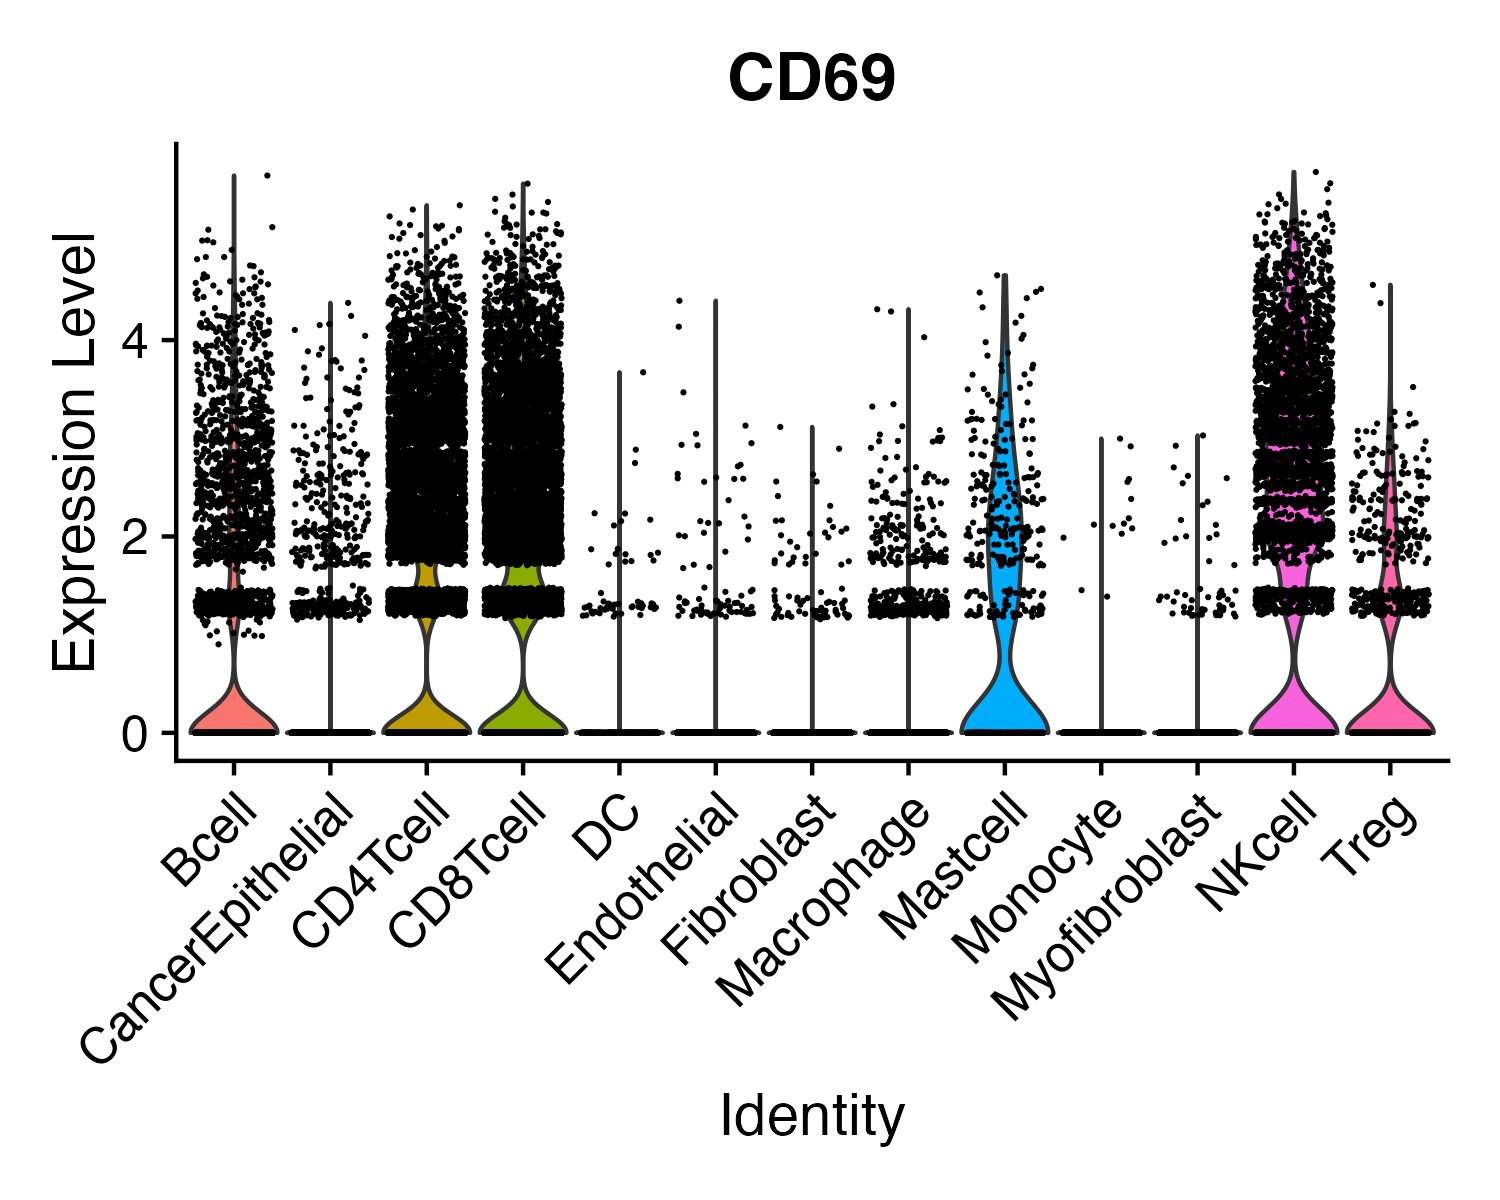 CD69
Expression Level
4
2
0
Bcell
CancerEpithelial
CD4Tcell
CD8Tcell
DC
Endothelial
Fibroblast
Macrophage
Mastcell
Monocyte
Myofibroblast
NKcell
Treg
Identity